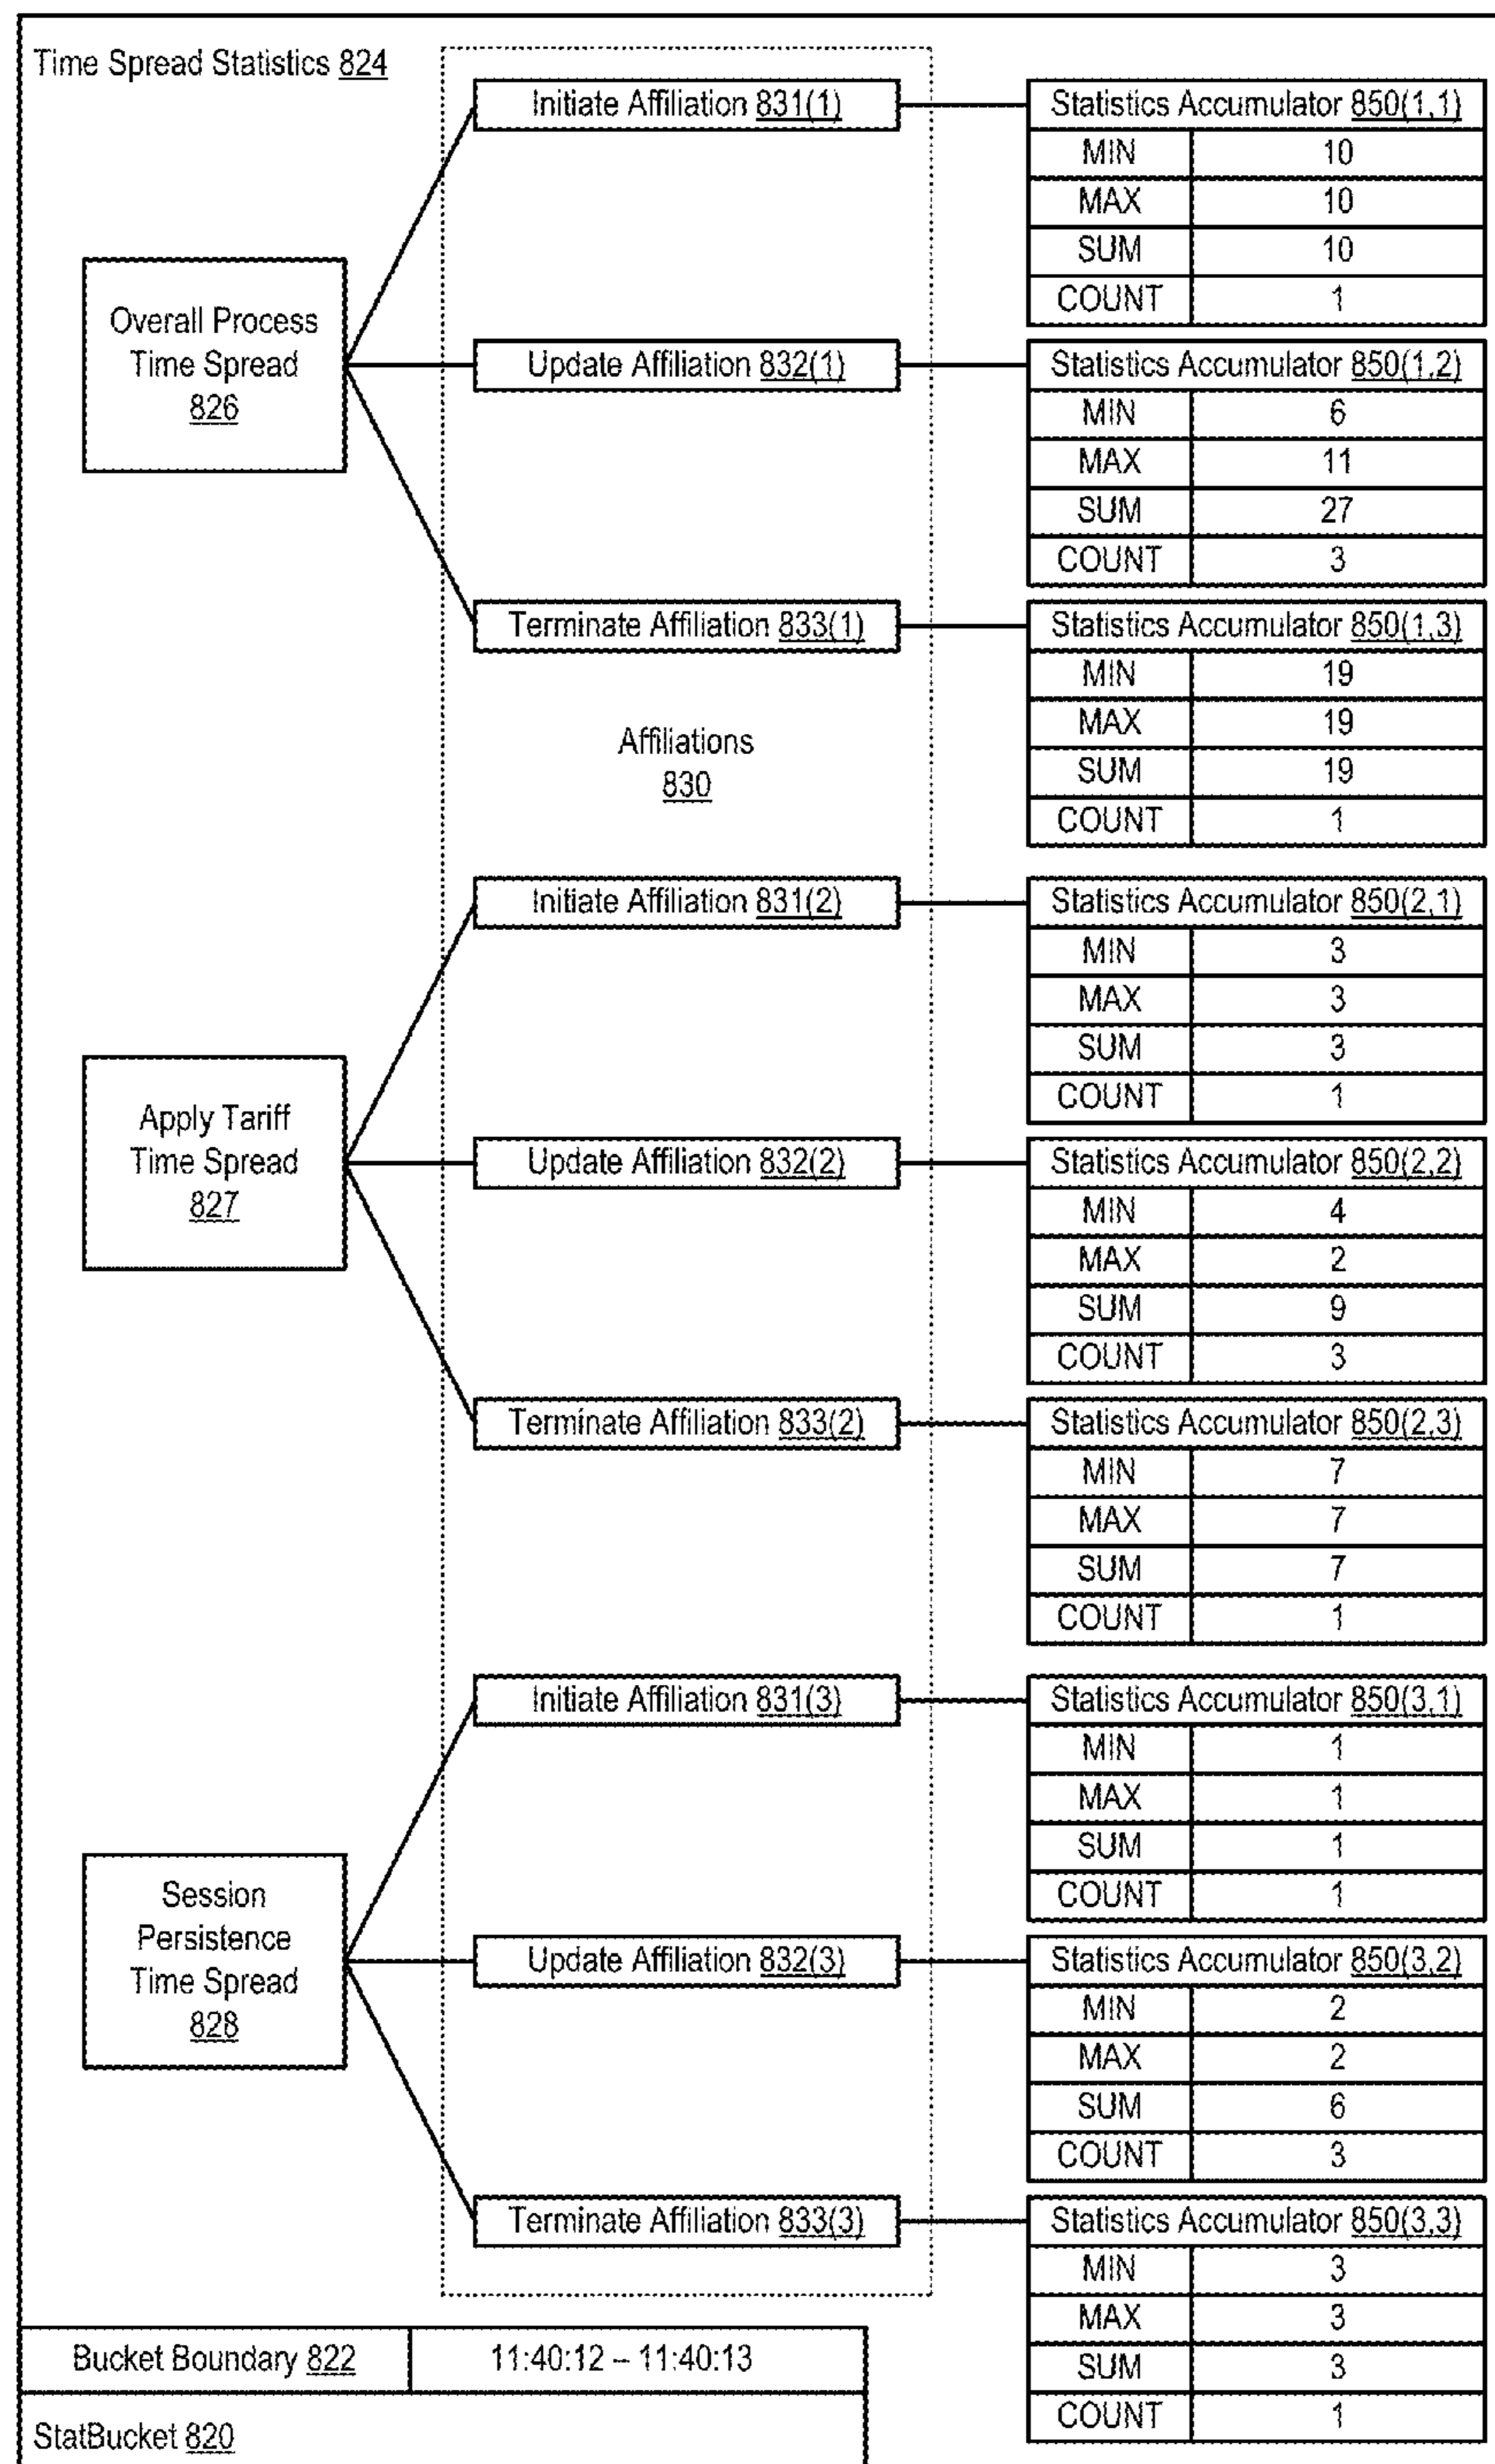 Time Spread Statistics 824
Initiate Affiliation 831(1)
Statistics Accumulator 850(1,1)
MIN 10
MAX 10
SUM 10
COUNT 1
Overall Process
Time Spread
826
Update Affiliation 832(1)
Statistics Accumulator 850(1,2)
MIN 6
MAX 11
SUM 27
COUNT 3
Terminate Affiliation 833(1)
Statistics Accumulator 850(1,3)
MIN 19
MAX 19
SUM 19
COUNT 1
Affiliations
830
Initiate Affiliation 831(2)
Statistics Accumulator 850(2,1)
MIN 3
MAX 3
SUM 3
COUNT 1
Apply Tariff
Time Spread
827
Update Affiliation 832(2)
Statistics Accumulator 850(2,2)
MIN 4
MAX 2
SUM 9
COUNT 3
Terminate Affiliation 833(2)
Statistics Accumulator 850(2,3)
MIN 7
MAX 7
SUM 7
COUNT 1
Initiate Affiliation 831(3)
Statistics Accumulator 850(3,1)
MIN 1
MAX 1
SUM 1
COUNT 1
Session
Persistence
Time Spread
828
Update Affiliation 832(3)
Statistics Accumulator 850(3,2)
MIN 2
MAX 2
SUM 6
COUNT 3
Terminate Affiliation 833(3)
Statistics Accumulator 850(3,3)
MIN 3
MAX 3
SUM 3
COUNT 1
Bucket Boundary 822 11:40:12 – 11:40:13
StatBucket 820